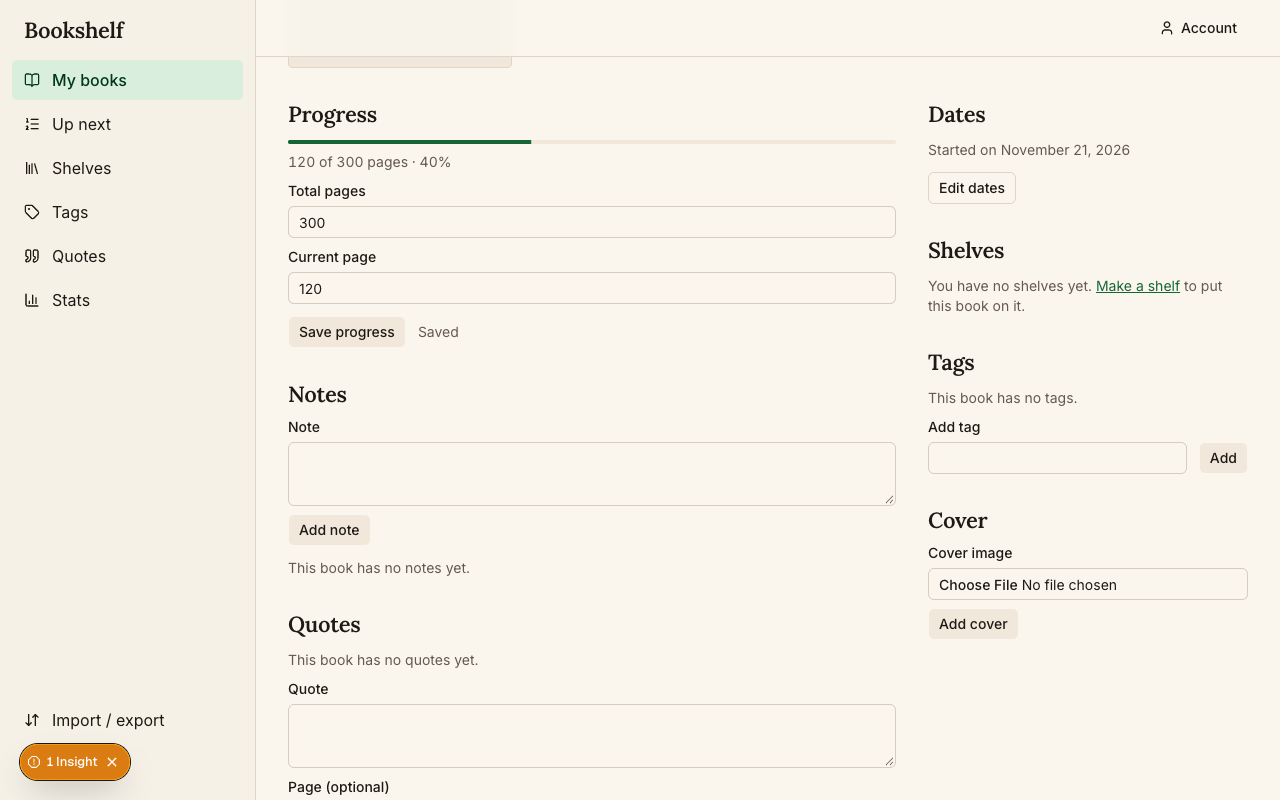 Bookshelf
Account
My books
Up next
Shelves
Tags
Quotes
Stats
Import / export
1 Insight
Progress
120 of 300 pages · 40%
Total pages
300
Current page
120
Save progress
Saved
Notes
Note
Add note
This book has no notes yet.
Quotes
This book has no quotes yet.
Quote
Page (optional)
Dates
Started on November 21, 2026
Edit dates
Shelves
You have no shelves yet. Make a shelf to put
this book on it.
Tags
This book has no tags.
Add tag
Add
Cover
Cover image
Choose File No file chosen
Add cover